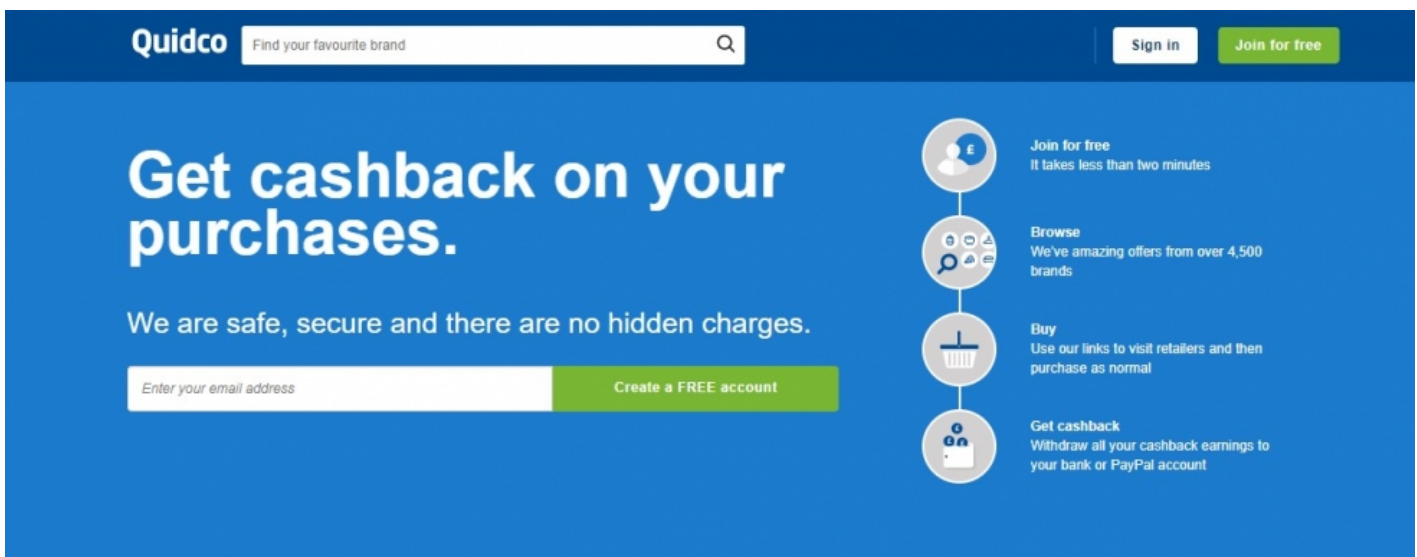 Quidco
Find your favourite brand
Sign in
Join for free
Get cashback on your
purchases.
We are safe, secure and there are no hidden charges.
Enter your email address
Create a FREE account
£
Join for free
It takes less than two minutes
Browse
We've amazing offers from over 4,500
brands
Buy
Use our links to visit retailers and then
purchase as normal
Get cashback
Withdraw all your cashback earnings to
your bank or PayPal account